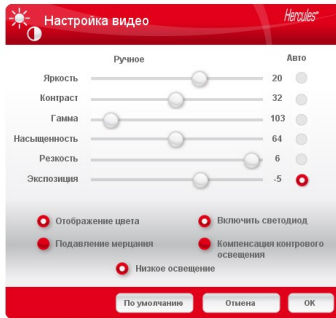 Настройка видео
Hercules
Ручное Авто
Яркость 20
Контраст 32
Гамма 103
Насыщенность 64
Резкость 6
Экспозиция -5
Отображение цвета Включить светодиод
Подавление мерцания Компенсация контрового
освещения
Низкое освещение
По умолчанию Отмена OK